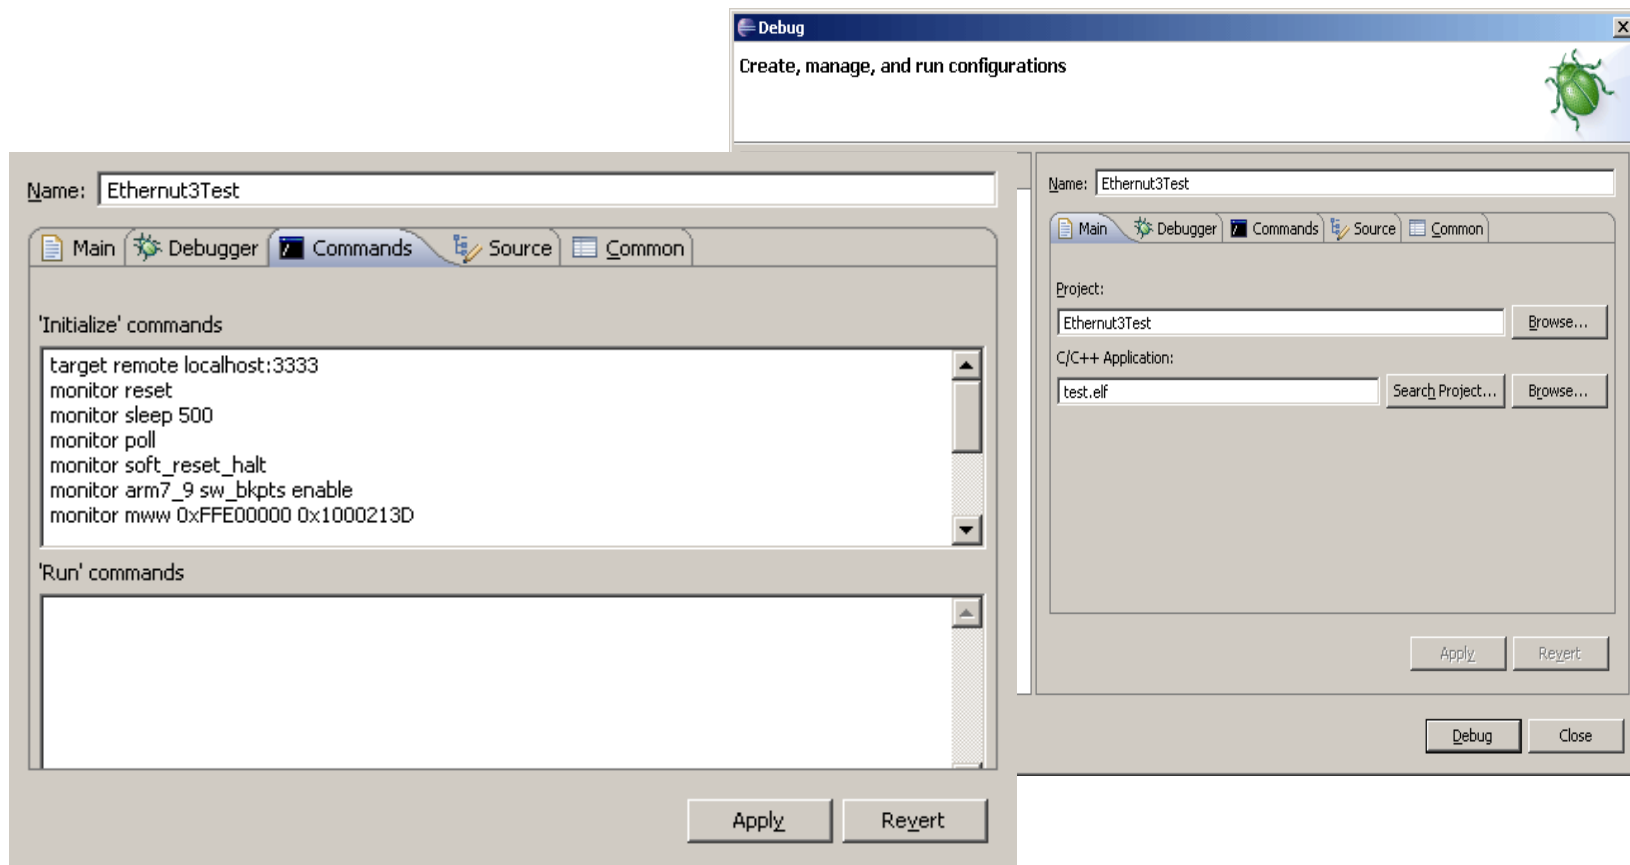 Debug
Create, manage, and run configurations
Name: Ethernut3Test
Main Debugger Commands Source Common
'Initialize' commands
target remote localhost:3333
monitor reset
monitor sleep 500
monitor poll
monitor soft_reset_halt
monitor arm7_9 sw_bkpts enable
monitor mww 0xFFE00000 0x1000213D
'Run' commands
Apply Revert
Name: Ethernut3Test
Main Debugger Commands Source Common
Project:
Ethernut3Test Browse...
C/C++ Application:
test.elf Search Project... Browse...
Apply Revert
Debug Close